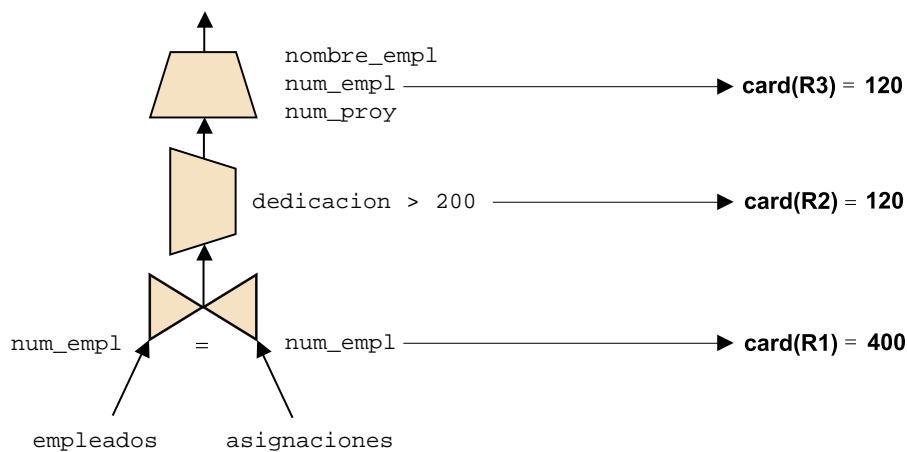 nombre_empl
num_empl card(R3) = 120
num_proy
dedicacion > 200 card(R2) = 120
num_empl = num_empl card(R1) = 400
empleados asignaciones